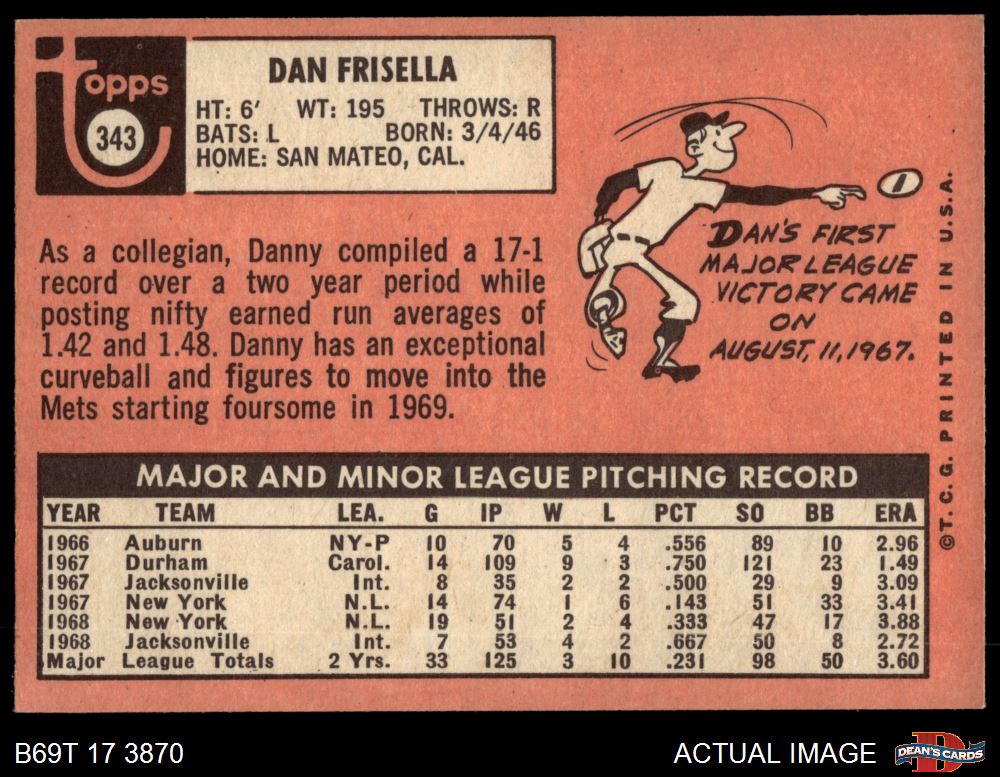 topps
343
DAN FRISELLA
HT: 6' WT: 195 THROWS: R
BATS: L BORN: 3/4/46
HOME: SAN MATEO, CAL.
As a collegian, Danny compiled a 17-1
record over a two year period while
posting nifty earned run averages of
1.42 and 1.48. Danny has an exceptional
curveball and figures to move into the
Mets starting foursome in 1969.
1
DAN'S FIRST
MAJOR LEAGUE
VICTORY CAME
ON
AUGUST, 11, 1967.
©T. C. G. PRINTED IN U.S.A.
MAJOR AND MINOR LEAGUE PITCHING RECORD
YEAR TEAM LEA. G IP W L PCT SO BB ERA
1966 Auburn NY-P 10 70 5 4 .556 89 10 2.96
1967 Durham Carol. 14 109 9 3 .750 121 23 1.49
1967 Jacksonville Int. 8 35 2 2 .500 29 9 3.09
1967 New York N.L. 14 74 1 6 .143 51 33 3.41
1968 New York N.L. 19 51 2 4 .333 47 17 3.88
1968 Jacksonville Int. 7 53 4 2 .667 50 8 2.72
Major League Totals 2 Yrs. 33 125 3 10 .231 98 50 3.60
B69T 17 3870
ACTUAL IMAGE
D
DEAN'S CARDS